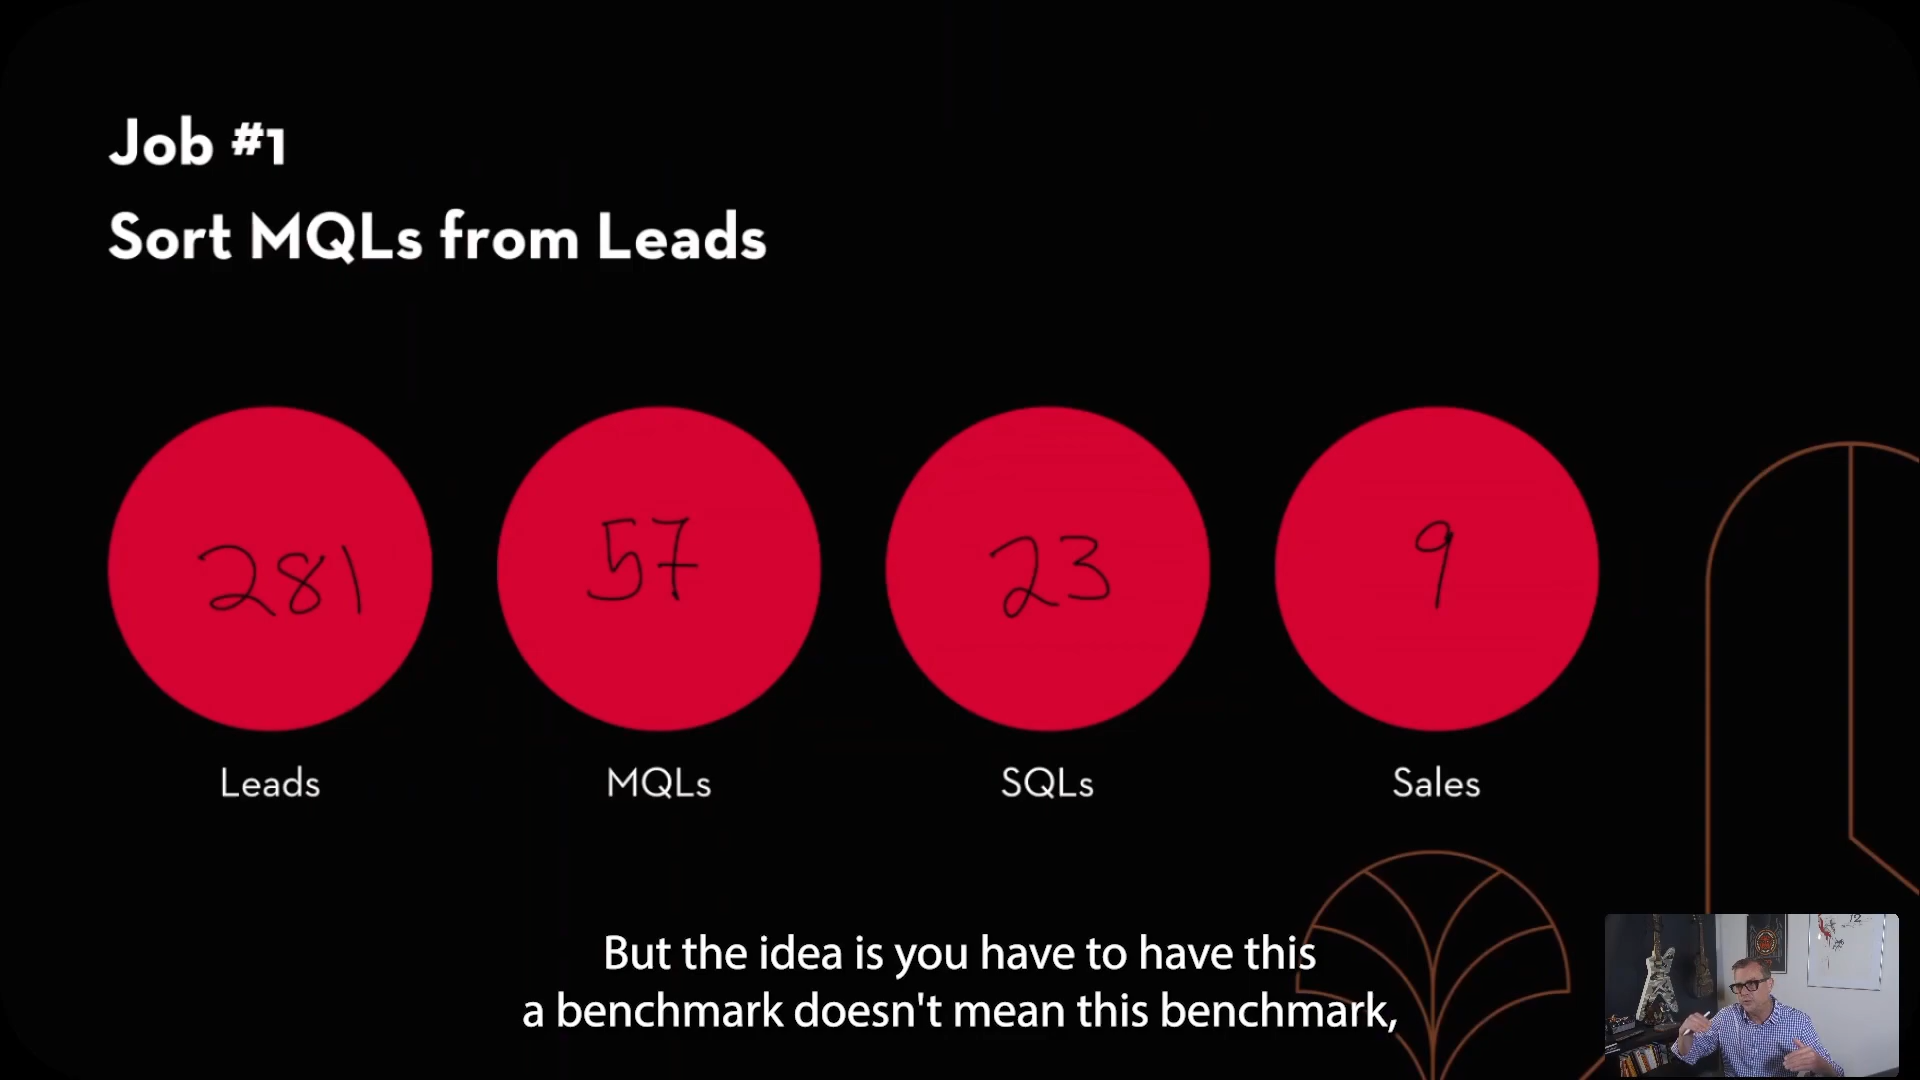 Job #1
Sort MQLs from Leads
281
57
23
9
Leads
MQLs
SQLs
Sales
But the idea is you have to have this
a benchmark doesn't mean this benchmark,
12